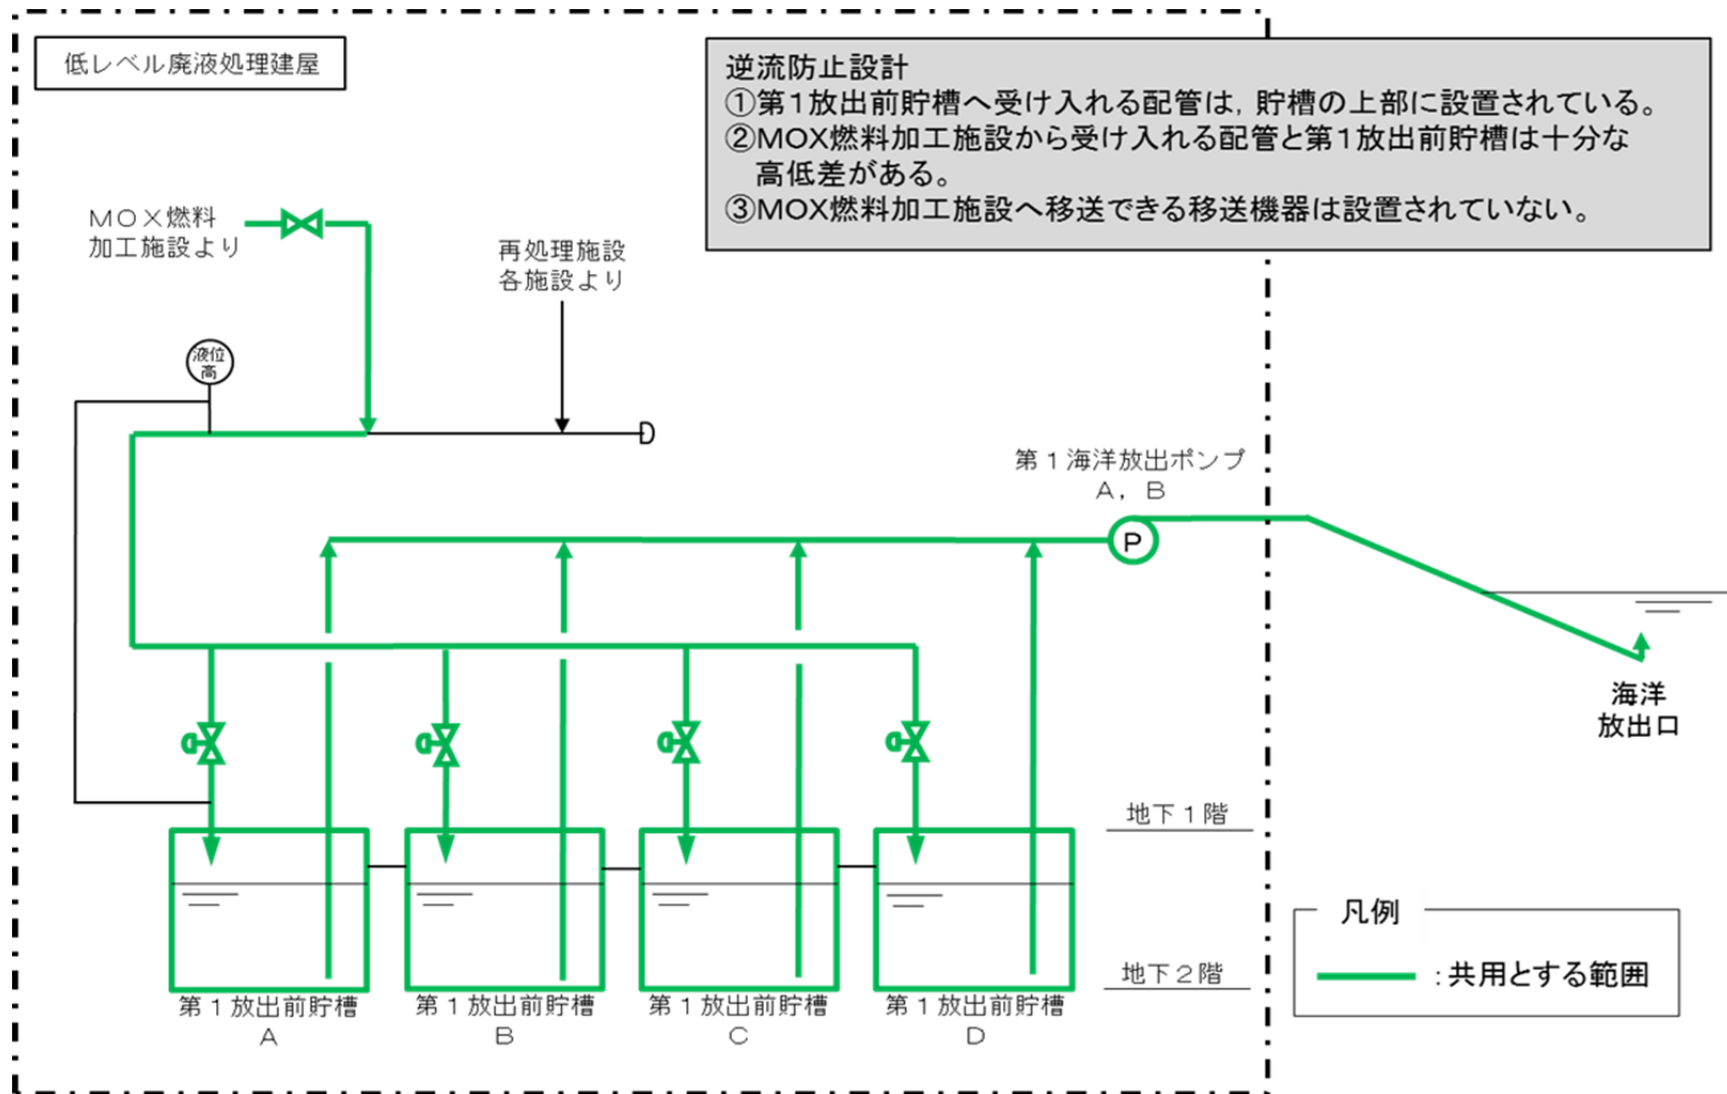 低レベル廃液処理建屋
逆流防止設計
①第1放出前貯槽へ受け入れる配管は，貯槽の上部に設置されている。
②MOX燃料加工施設から受け入れる配管と第1放出前貯槽は十分な
高低差がある。
③MOX燃料加工施設へ移送できる移送機器は設置されていない。
ＭＯＸ燃料
加工施設より
再処理施設
各施設より
液位
高
第１海洋放出ポンプ
Ａ，Ｂ
P
海洋
放出口
地下１階
地下２階
第１放出前貯槽
Ａ
第１放出前貯槽
Ｂ
第１放出前貯槽
Ｃ
第１放出前貯槽
Ｄ
凡例
：共用とする範囲